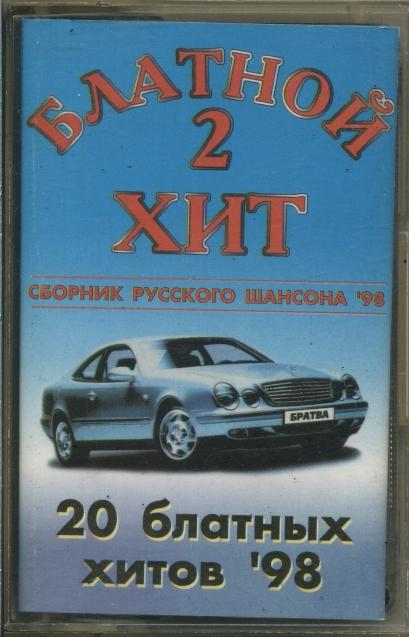 БЛАТНОЙ
2
ХИТ
СБОРНИК РУССКОГО ШАНСОНА '98
БРАТВА
20 блатных
хитов '98